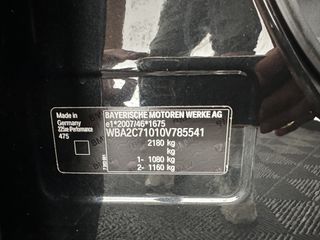 Made in
Germany
BAYERISCHE MOTOREN WERKE AG
e1*2007/46*1675
WBA2C71010V785541
475
2180 kg
kg
1- 1080 kg
2- 1160 kg